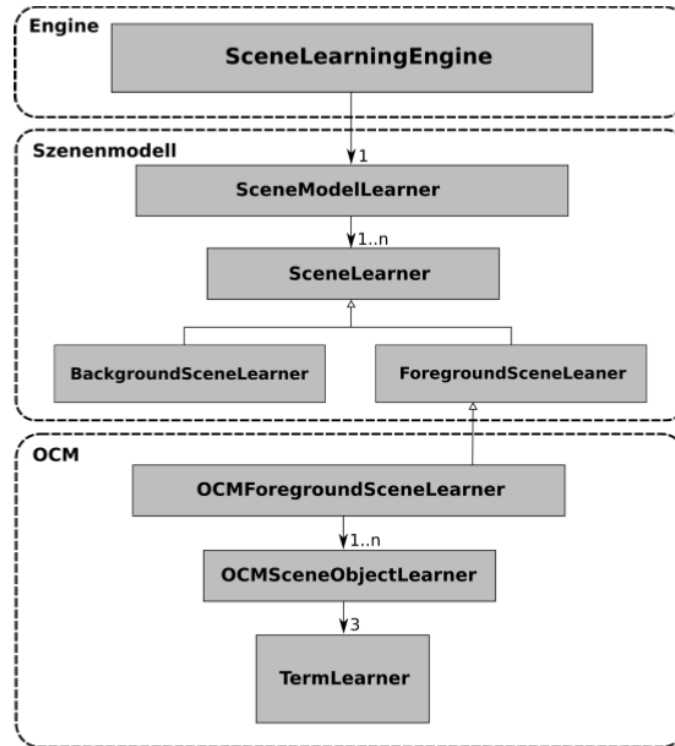 Engine
SceneLearningEngine
1
Szenenmodell
SceneModelLearner
1..n
SceneLearner
BackgroundSceneLearner
ForegroundSceneLeaner
OCM
OCMForegroundSceneLearner
1..n
OCMSceneObjectLearner
3
TermLearner